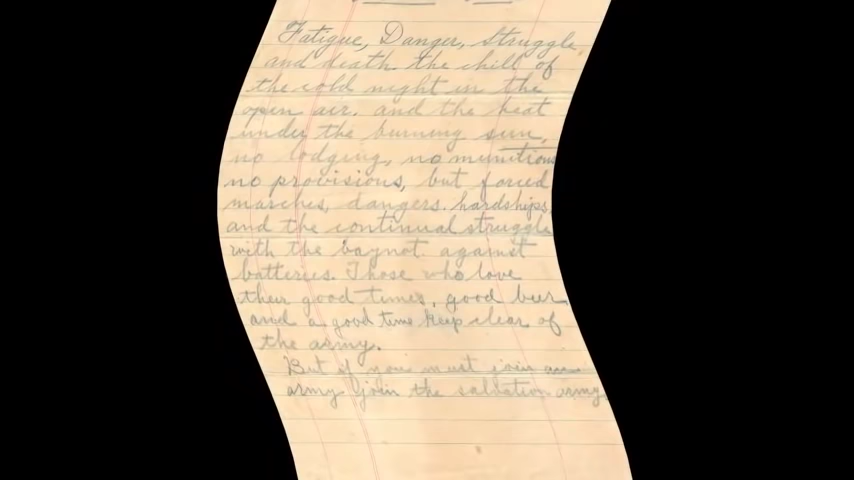 Fatigue, Danger, Struggle,
and death the chill of
the cold night in the
open air. and the heat
under the burning sun,
no lodging, no munitions
no provisions, but forced
marches, dangers. hardships,
and the continual struggle
with the baynot. against
batteries. Those who love
their good times, good beer,
and a good time keep clear of
the army.
But if you must join an
army join the salvation army